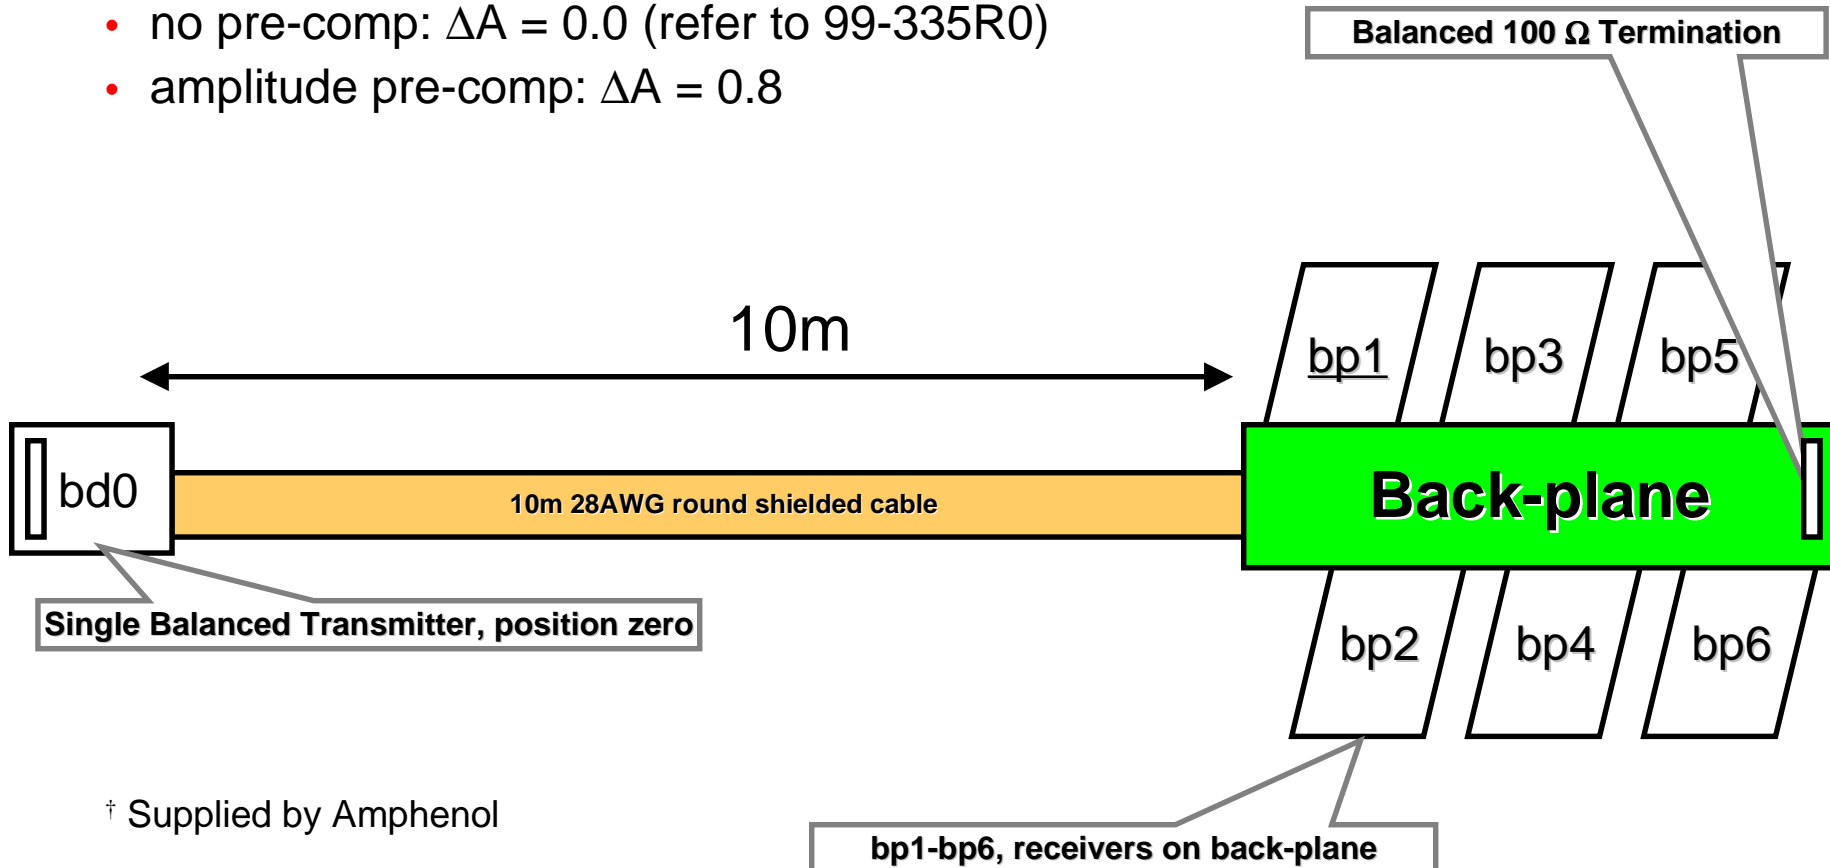 • no pre-comp: ΔA = 0.0 (refer to 99-335R0)
• amplitude pre-comp: ΔA = 0.8
Balanced 100 Ω Termination
10m
bp1
bp3
bp5
bd0
10m 28AWG round shielded cable
Back-plane
Single Balanced Transmitter, position zero
bp2
bp4
bp6
† Supplied by Amphenol
bp1-bp6, receivers on back-plane